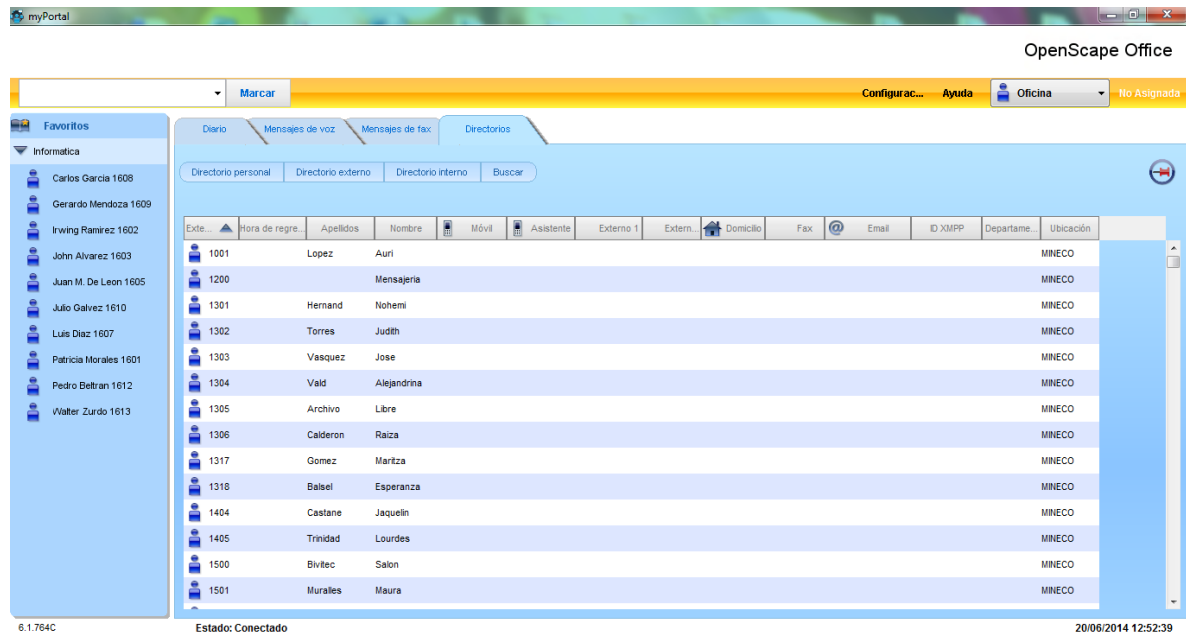 myPortal
OpenScape Office
Marcar Configurac... Ayuda Oficina No Asignada
Favoritos
Informatica
Carlos Garcia 1608
Gerardo Mendoza 1609
Irwing Ramirez 1602
John Alvarez 1603
Juan M. De Leon 1605
Julio Galvez 1610
Luis Diaz 1607
Patricia Morales 1601
Pedro Beltran 1612
Walter Zurdo 1613
Diario Mensajes de voz Mensajes de fax Directorios
Directorio personal Directorio externo Directorio interno Buscar
Exte... Hora de regre... Apellidos Nombre Móvil Asistente Externo 1 Extern... Domicilio Fax Email ID XMPP Departame... Ubicación
1001 Lopez Auri MINECO
1200 Mensajeria MINECO
1301 Hernand Nohemi MINECO
1302 Torres Judith MINECO
1303 Vasquez Jose MINECO
1304 Vald Alejandrina MINECO
1305 Archivo Libre MINECO
1306 Calderon Raiza MINECO
1317 Gomez Maritza MINECO
1318 Balsel Esperanza MINECO
1404 Castane Jaquelin MINECO
1405 Trinidad Lourdes MINECO
1500 Bivitec Salon MINECO
1501 Muralles Maura MINECO
6.1.764C Estado: Conectado 20/06/2014 12:52:39